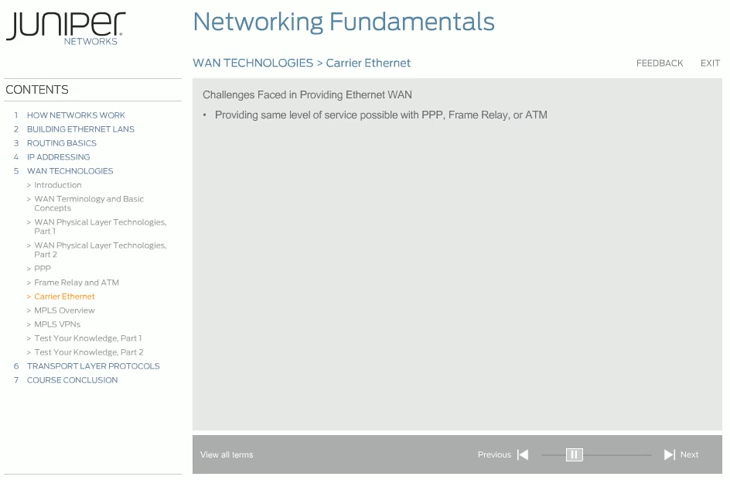 JUNIPER
NETWORKS
Networking Fundamentals
WAN TECHNOLOGIES > Carrier Ethernet
FEEDBACK EXIT
CONTENTS
1 HOW NETWORKS WORK
2 BUILDING ETHERNET LANS
3 ROUTING BASICS
4 IP ADDRESSING
5 WAN TECHNOLOGIES
> Introduction
> WAN Terminology and Basic
Concepts
> WAN Physical Layer Technologies,
Part 1
> WAN Physical Layer Technologies,
Part 2
> PPP
> Frame Relay and ATM
> Carrier Ethernet
> MPLS Overview
> MPLS VPNs
> Test Your Knowledge, Part 1
> Test Your Knowledge, Part 2
6 TRANSPORT LAYER PROTOCOLS
7 COURSE CONCLUSION
Challenges Faced in Providing Ethernet WAN
• Providing same level of service possible with PPP, Frame Relay, or ATM
View all terms
Previous Next